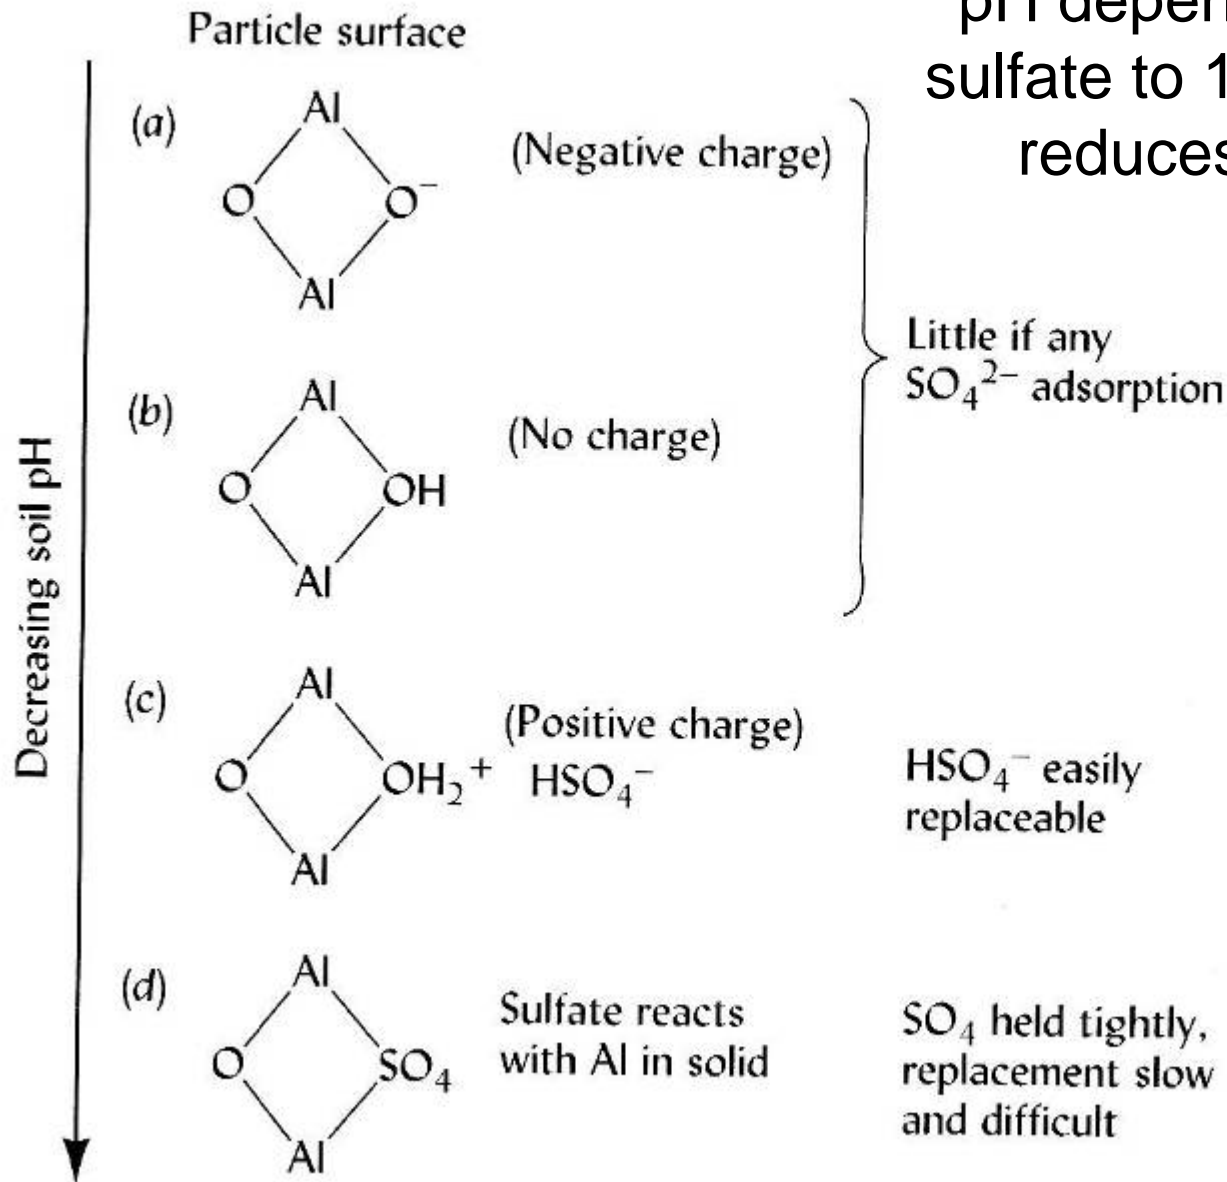 Particle surface
sulfate to 1
reduces
(a)
Al
O
O⁻
Al
(Negative charge)
Little if any
SO₄²⁻ adsorption
(b)
Al
O
OH
Al
(No charge)
Decreasing soil pH
(c)
Al
O
OH₂⁺
Al
(Positive charge)
HSO₄⁻
HSO₄⁻ easily
replaceable
(d)
Al
O
SO₄
Al
Sulfate reacts
with Al in solid
SO₄ held tightly,
replacement slow
and difficult